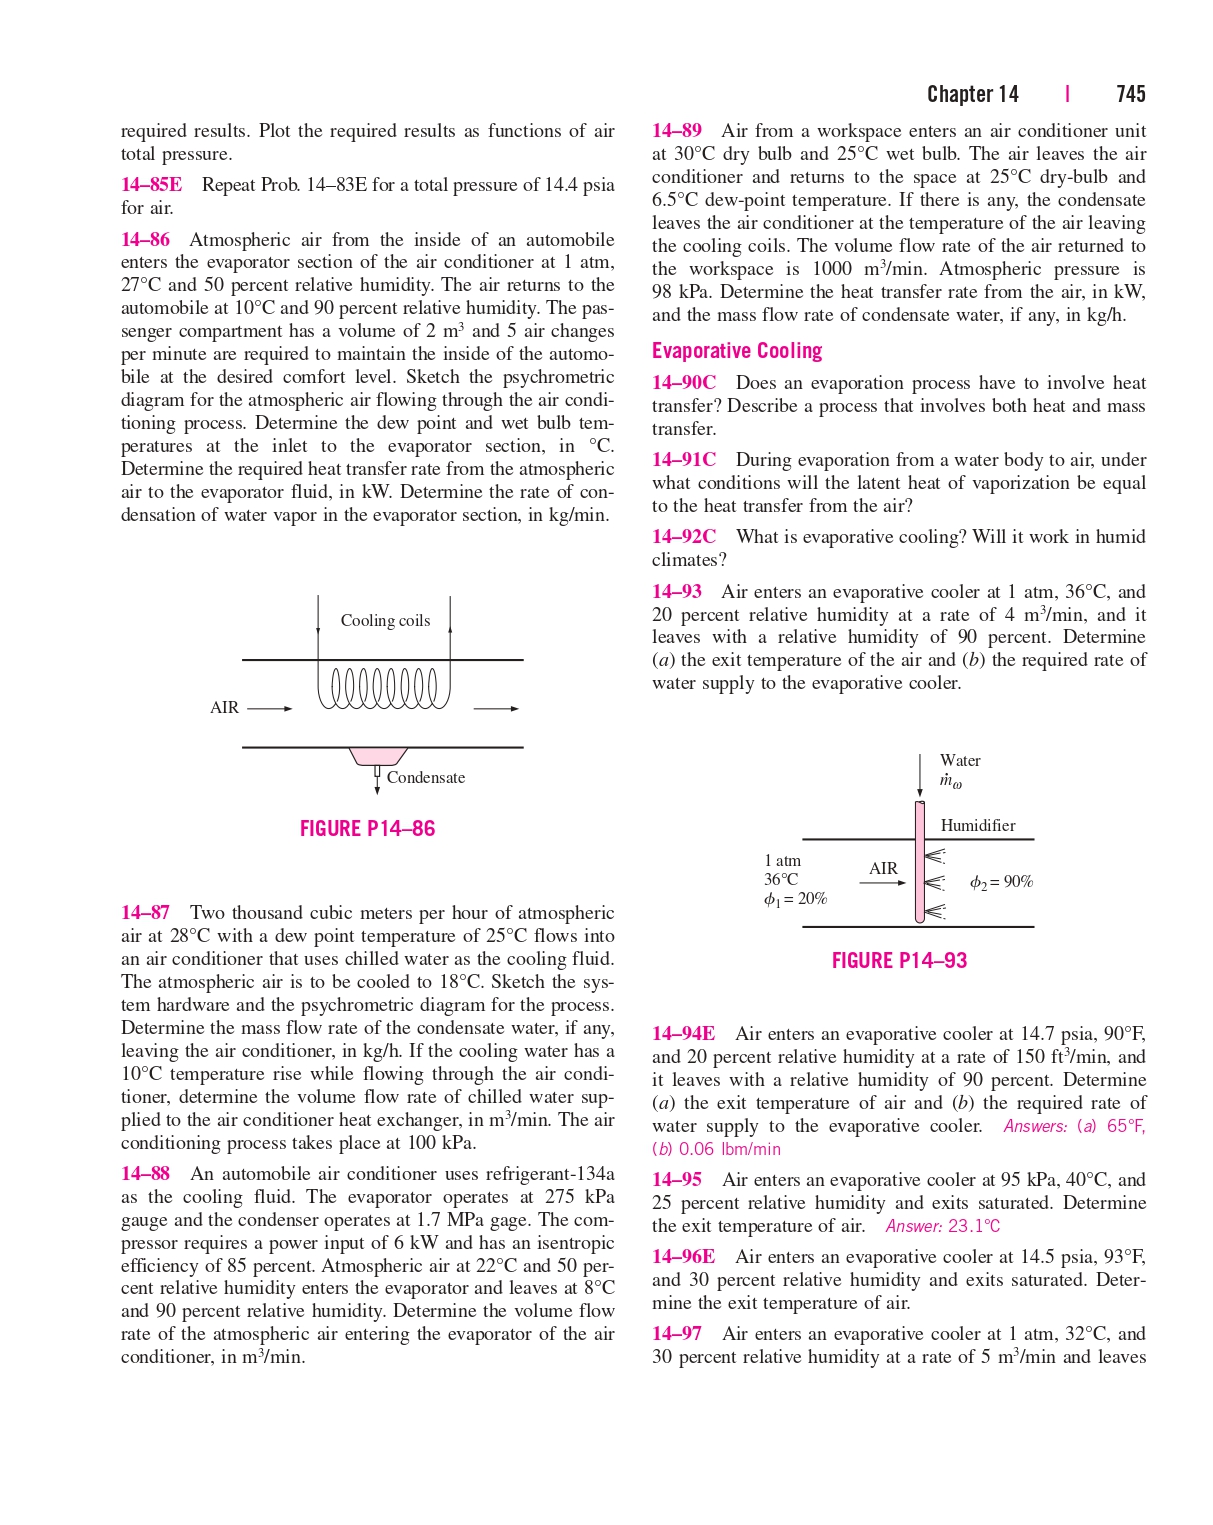 Chapter 14 | 745
required results. Plot the required results as functions of air
total pressure.
14–85E Repeat Prob. 14–83E for a total pressure of 14.4 psia
for air.
14–86 Atmospheric air from the inside of an automobile
enters the evaporator section of the air conditioner at 1 atm,
27°C and 50 percent relative humidity. The air returns to the
automobile at 10°C and 90 percent relative humidity. The pas-
senger compartment has a volume of 2 m³ and 5 air changes
per minute are required to maintain the inside of the automo-
bile at the desired comfort level. Sketch the psychrometric
diagram for the atmospheric air flowing through the air condi-
tioning process. Determine the dew point and wet bulb tem-
peratures at the inlet to the evaporator section, in °C.
Determine the required heat transfer rate from the atmospheric
air to the evaporator fluid, in kW. Determine the rate of con-
densation of water vapor in the evaporator section, in kg/min.
Cooling coils
AIR
Condensate
FIGURE P14–86
14–87 Two thousand cubic meters per hour of atmospheric
air at 28°C with a dew point temperature of 25°C flows into
an air conditioner that uses chilled water as the cooling fluid.
The atmospheric air is to be cooled to 18°C. Sketch the sys-
tem hardware and the psychrometric diagram for the process.
Determine the mass flow rate of the condensate water, if any,
leaving the air conditioner, in kg/h. If the cooling water has a
10°C temperature rise while flowing through the air condi-
tioner, determine the volume flow rate of chilled water sup-
plied to the air conditioner heat exchanger, in m³/min. The air
conditioning process takes place at 100 kPa.
14–88 An automobile air conditioner uses refrigerant-134a
as the cooling fluid. The evaporator operates at 275 kPa
gauge and the condenser operates at 1.7 MPa gage. The com-
pressor requires a power input of 6 kW and has an isentropic
efficiency of 85 percent. Atmospheric air at 22°C and 50 per-
cent relative humidity enters the evaporator and leaves at 8°C
and 90 percent relative humidity. Determine the volume flow
rate of the atmospheric air entering the evaporator of the air
conditioner, in m³/min.
14–89 Air from a workspace enters an air conditioner unit
at 30°C dry bulb and 25°C wet bulb. The air leaves the air
conditioner and returns to the space at 25°C dry-bulb and
6.5°C dew-point temperature. If there is any, the condensate
leaves the air conditioner at the temperature of the air leaving
the cooling coils. The volume flow rate of the air returned to
the workspace is 1000 m³/min. Atmospheric pressure is
98 kPa. Determine the heat transfer rate from the air, in kW,
and the mass flow rate of condensate water, if any, in kg/h.
Evaporative Cooling
14–90C Does an evaporation process have to involve heat
transfer? Describe a process that involves both heat and mass
transfer.
14–91C During evaporation from a water body to air, under
what conditions will the latent heat of vaporization be equal
to the heat transfer from the air?
14–92C What is evaporative cooling? Will it work in humid
climates?
14–93 Air enters an evaporative cooler at 1 atm, 36°C, and
20 percent relative humidity at a rate of 4 m³/min, and it
leaves with a relative humidity of 90 percent. Determine
(a) the exit temperature of the air and (b) the required rate of
water supply to the evaporative cooler.
Water
ṁω
Humidifier
1 atm
36°C
ϕ1 = 20%
AIR
ϕ2 = 90%
FIGURE P14–93
14–94E Air enters an evaporative cooler at 14.7 psia, 90°F,
and 20 percent relative humidity at a rate of 150 ft³/min, and
it leaves with a relative humidity of 90 percent. Determine
(a) the exit temperature of air and (b) the required rate of
water supply to the evaporative cooler. Answers: (a) 65°F,
(b) 0.06 lbm/min
14–95 Air enters an evaporative cooler at 95 kPa, 40°C, and
25 percent relative humidity and exits saturated. Determine
the exit temperature of air. Answer: 23.1°C
14–96E Air enters an evaporative cooler at 14.5 psia, 93°F,
and 30 percent relative humidity and exits saturated. Deter-
mine the exit temperature of air.
14–97 Air enters an evaporative cooler at 1 atm, 32°C, and
30 percent relative humidity at a rate of 5 m³/min and leaves